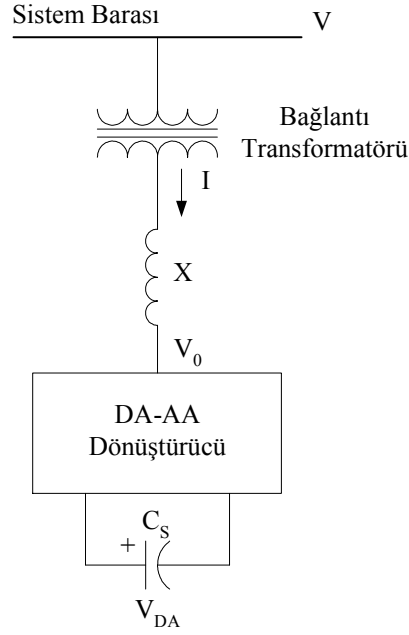 Sistem Barası
V
Bağlantı
Transformatörü
I
X
V0
DA-AA
Dönüştürücü
CS
+
VDA